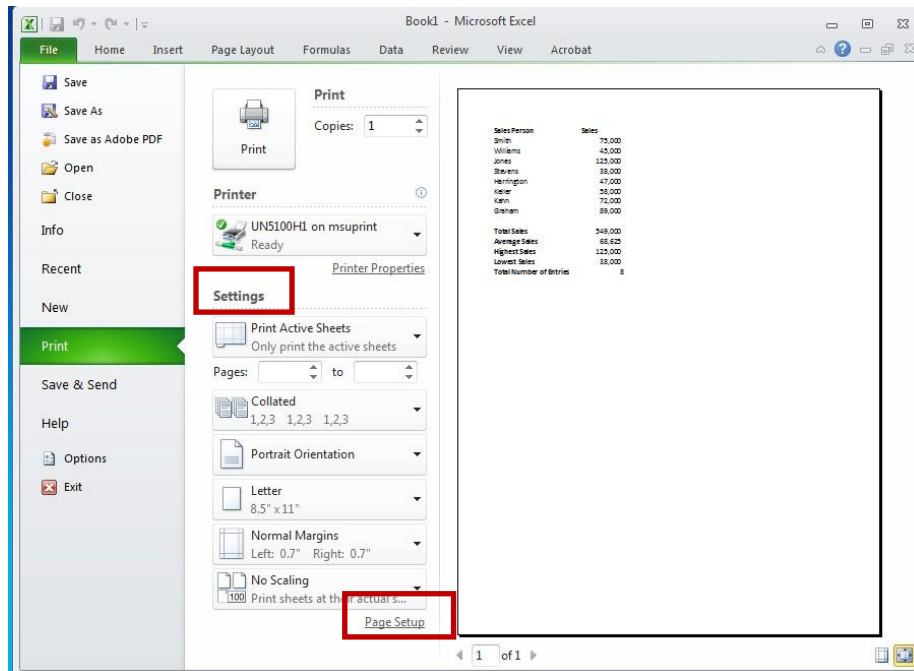 Book1 - Microsoft Excel
File Home Insert Page Layout Formulas Data Review View Acrobat
Save
Save As
Save as Adobe PDF
Open
Close
Info
Recent
New
Print
Save & Send
Help
Options
Exit
Print
Print
Copies: 1
Printer
UN5100H1 on msuprint
Ready
Printer Properties
Settings
Print Active Sheets
Only print the active sheets
Pages: to
Collated
1,2,3 1,2,3 1,2,3
Portrait Orientation
Letter
8.5" x 11"
Normal Margins
Left: 0.7" Right: 0.7"
No Scaling
100 Print sheets at their actual s...
Page Setup
Sales Person Sales
Smith 75,000
Williams 45,000
Jones 125,000
Stevens 38,000
Harrington 47,000
Keller 58,000
Kahn 72,000
Graham 89,000
Total Sales 549,000
Average Sales 68,625
Highest Sales 125,000
Lowest Sales 38,000
Total Number of Entries 8
1 of 1